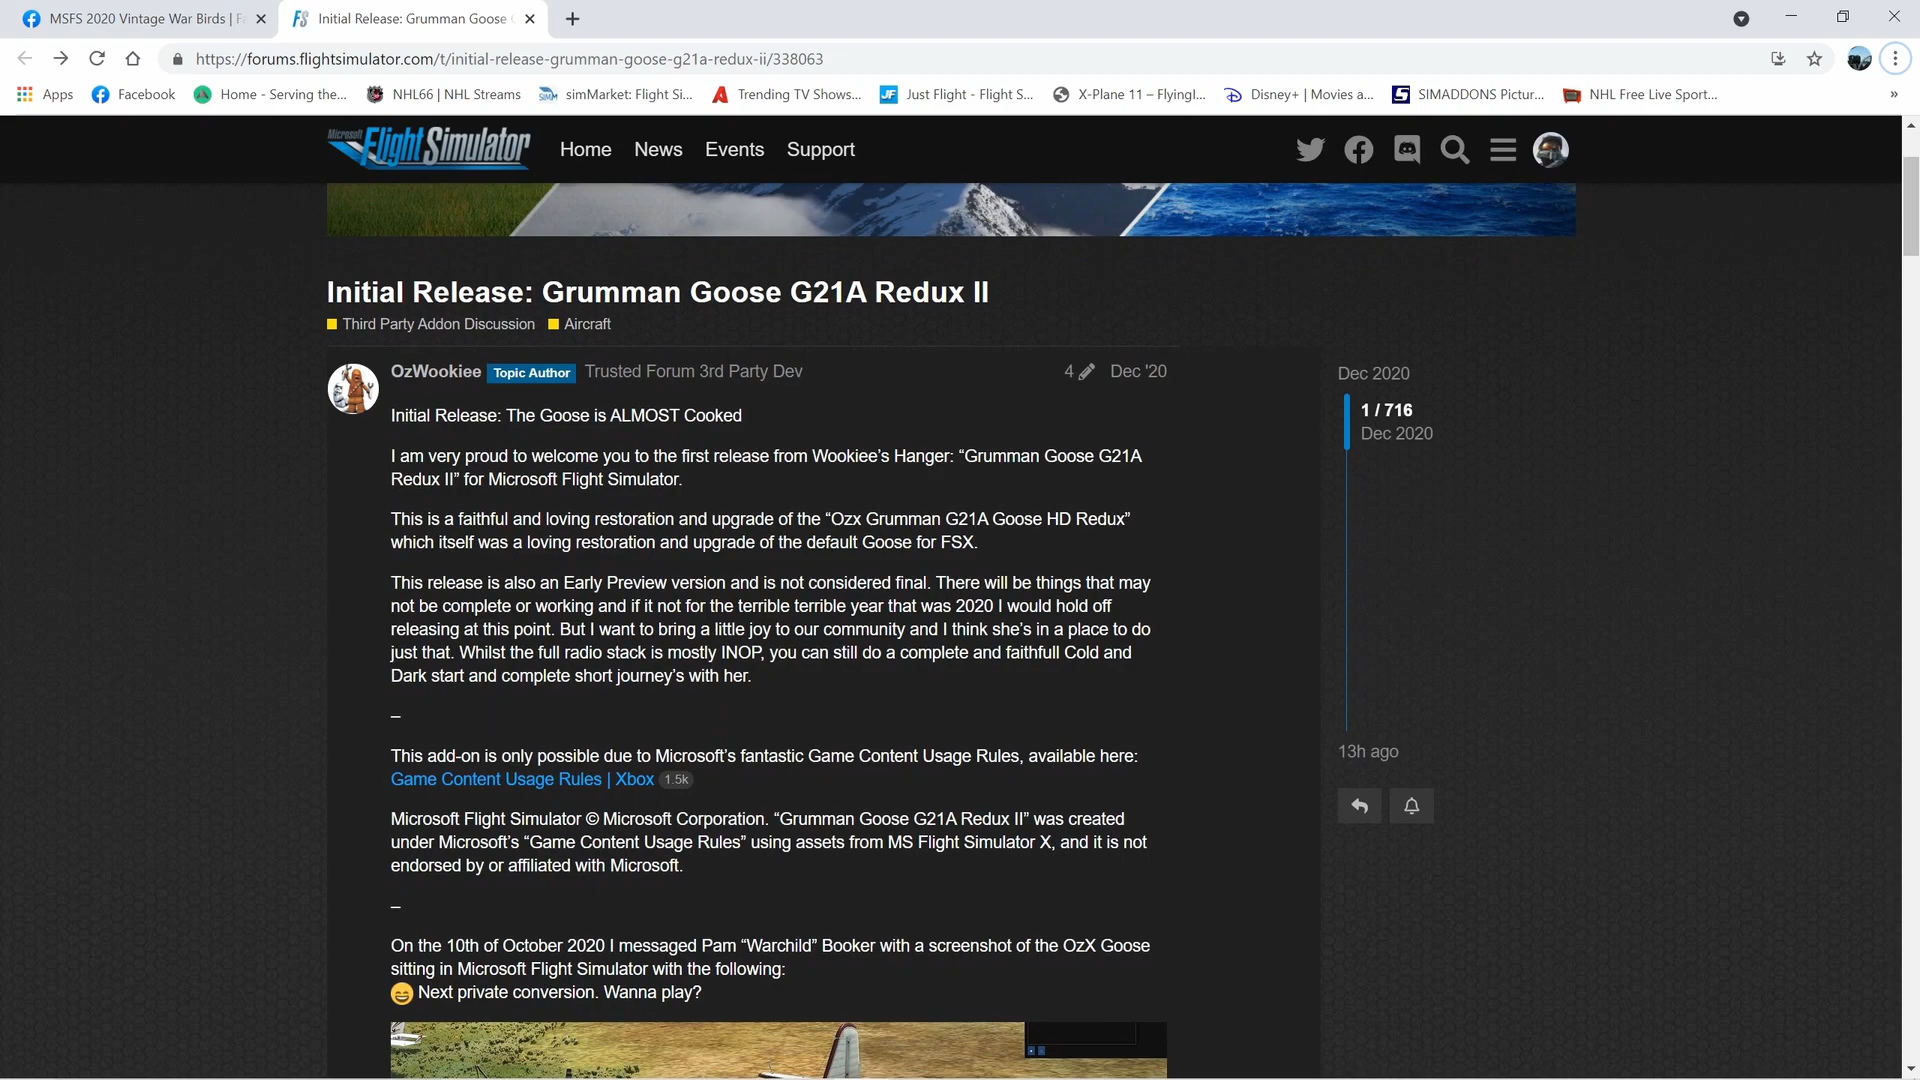 MSFS 2020 Vintage War Birds | Fa
Initial Release: Grumman Goose G
https://forums.flightsimulator.com/t/initial-release-grumman-goose-g21a-redux-ii/338063
Apps
Facebook
Home - Serving the...
NHL66 | NHL Streams
simMarket: Flight Si...
Trending TV Shows...
Just Flight - Flight S...
X-Plane 11 – FlyingI...
Disney+ | Movies a...
SIMADDONS Pictur...
NHL Free Live Sport...
»
Microsoft
Flight Simulator
Home
News
Events
Support
Initial Release: Grumman Goose G21A Redux II
Third Party Addon Discussion
Aircraft
OzWookiee Topic Author Trusted Forum 3rd Party Dev
4
Dec '20
Initial Release: The Goose is ALMOST Cooked
I am very proud to welcome you to the first release from Wookiee’s Hanger: “Grumman Goose G21A
Redux II” for Microsoft Flight Simulator.
This is a faithful and loving restoration and upgrade of the “Ozx Grumman G21A Goose HD Redux”
which itself was a loving restoration and upgrade of the default Goose for FSX.
This release is also an Early Preview version and is not considered final. There will be things that may
not be complete or working and if it not for the terrible terrible year that was 2020 I would hold off
releasing at this point. But I want to bring a little joy to our community and I think she’s in a place to do
just that. Whilst the full radio stack is mostly INOP, you can still do a complete and faithfull Cold and
Dark start and complete short journey’s with her.
–
This add-on is only possible due to Microsoft’s fantastic Game Content Usage Rules, available here:
Game Content Usage Rules | Xbox 1.5k
Microsoft Flight Simulator © Microsoft Corporation. “Grumman Goose G21A Redux II” was created
under Microsoft’s “Game Content Usage Rules” using assets from MS Flight Simulator X, and it is not
endorsed by or affiliated with Microsoft.
–
On the 10th of October 2020 I messaged Pam “Warchild” Booker with a screenshot of the OzX Goose
sitting in Microsoft Flight Simulator with the following:
Next private conversion. Wanna play?
Dec 2020
1 / 716
Dec 2020
13h ago